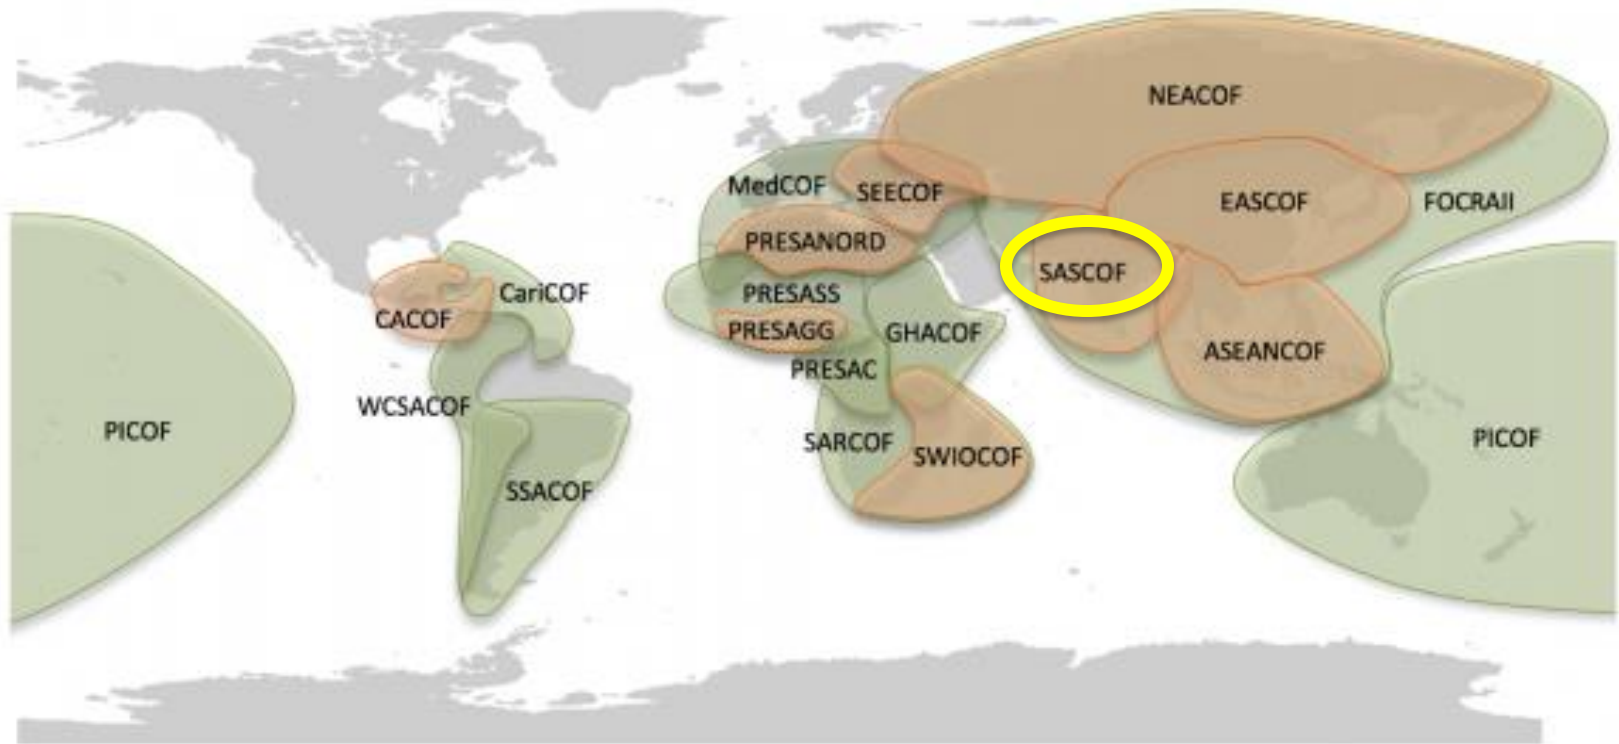 NEACOF
MedCOF
SEECOF
EASCOF
FOCRAII
PRESANORD
SASCOF
CariCOF
PRESASS
CACOF
PRESAGG
GHACOF
ASEANCOF
PRESAC
WCSACOF
PICOF
SARCOF
SWIOCOF
PICOF
SSACOF